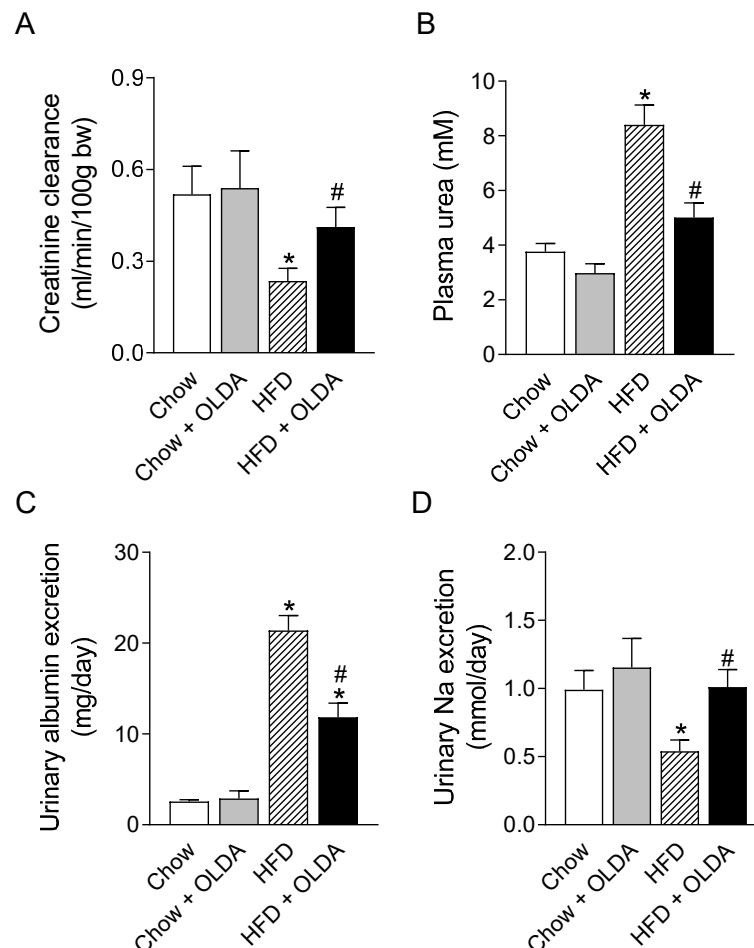 A
Creatinine clearance
(ml/min/100g bw)
0.9
0.6
0.3
0.0
*
#
Chow
Chow + OLDA
HFD
HFD + OLDA
B
Plasma urea (mM)
10
8
6
4
2
0
*
#
Chow
Chow + OLDA
HFD
HFD + OLDA
C
Urinary albumin excretion
(mg/day)
30
20
10
0
*
#
*
Chow
Chow + OLDA
HFD
HFD + OLDA
D
Urinary Na excretion
(mmol/day)
2.0
1.5
1.0
0.5
0.0
*
#
Chow
Chow + OLDA
HFD
HFD + OLDA